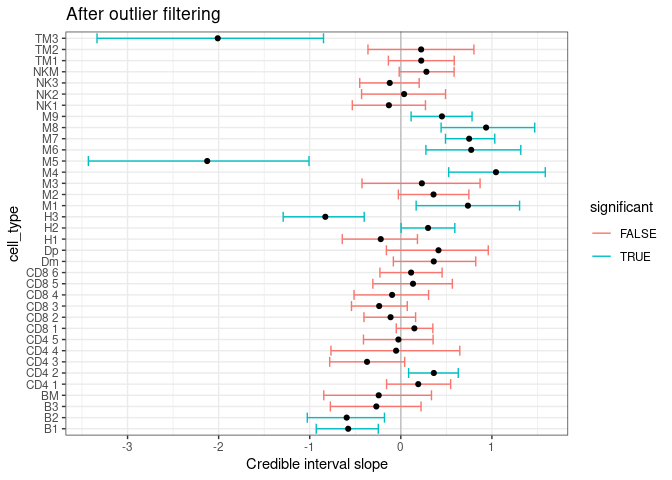 After outlier filtering
TM3
TM2
TM1
NKM
NK3
NK2
NK1
M9
M8
M7
M6
M5
M4
M3
M2
M1
H3
H2
H1
Dp
Dm
CD8 6
CD8 5
CD8 4
CD8 3
CD8 2
CD8 1
CD4 5
CD4 4
CD4 3
CD4 2
CD4 1
BM
B3
B2
B1
cell_type
-3 -2 -1 0 1
Credible interval slope
significant
FALSE
TRUE